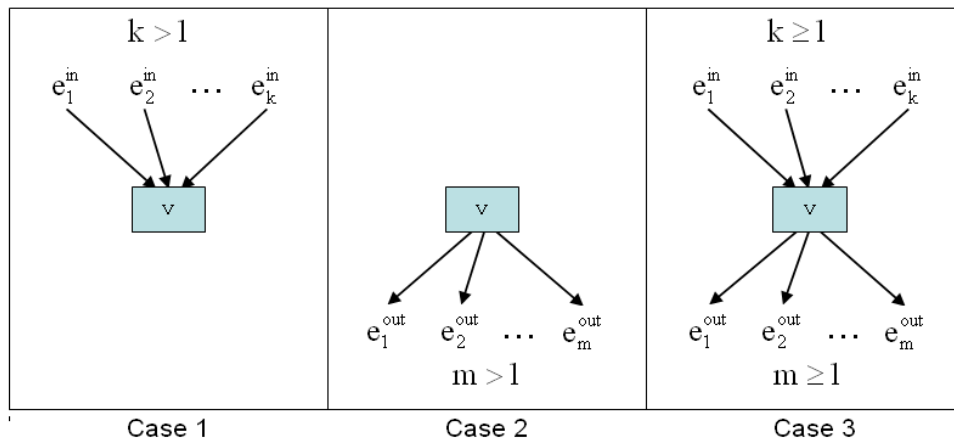 k > 1
e₁ⁱⁿ e₂ⁱⁿ ... eₖⁱⁿ
v
Case 1
v
e₁ᵒᵘᵗ e₂ᵒᵘᵗ ... eₘᵒᵘᵗ
m > 1
Case 2
k ≥ 1
e₁ⁱⁿ e₂ⁱⁿ ... eₖⁱⁿ
v
e₁ᵒᵘᵗ e₂ᵒᵘᵗ ... eₘᵒᵘᵗ
m ≥ 1
Case 3